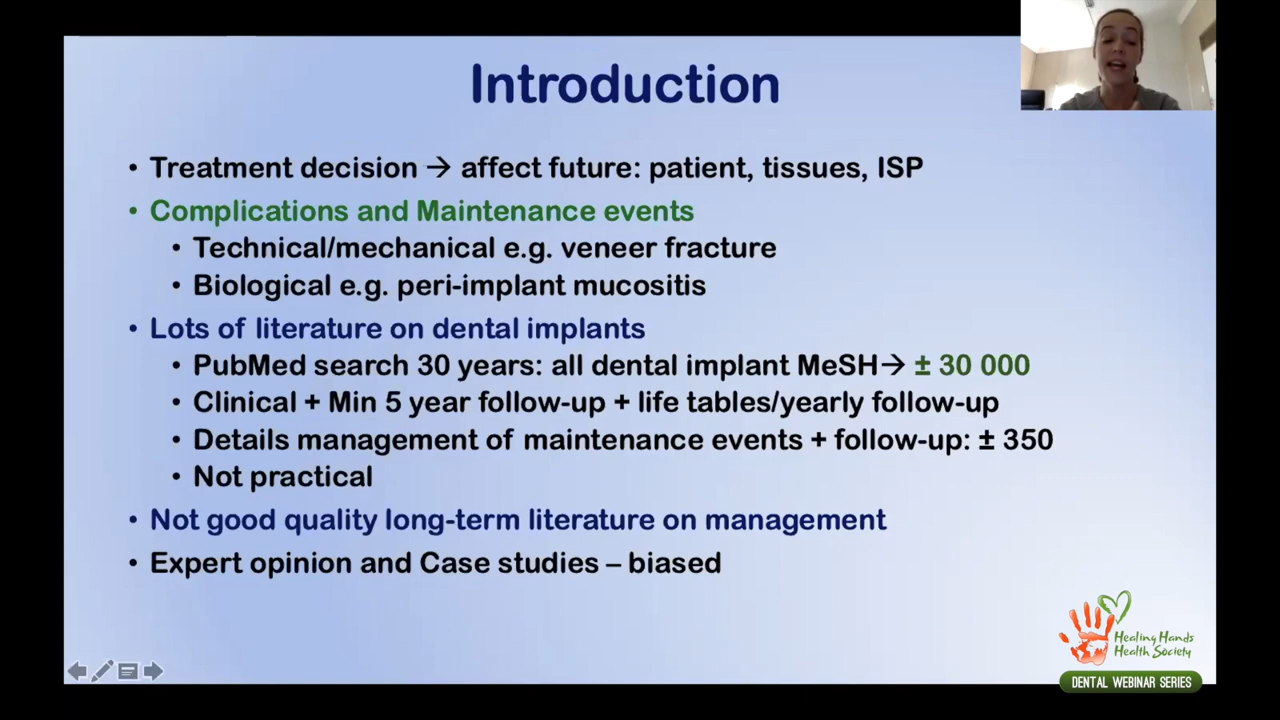 Introduction
• Treatment decision → affect future: patient, tissues, ISP
• Complications and Maintenance events
• Technical/mechanical e.g. veneer fracture
• Biological e.g. peri-implant mucositis
• Lots of literature on dental implants
• PubMed search 30 years: all dental implant MeSH→ ± 30 000
• Clinical + Min 5 year follow-up + life tables/yearly follow-up
• Details management of maintenance events + follow-up: ± 350
• Not practical
• Not good quality long-term literature on management
• Expert opinion and Case studies – biased
Healing Hands
Health Society
DENTAL WEBINAR SERIES